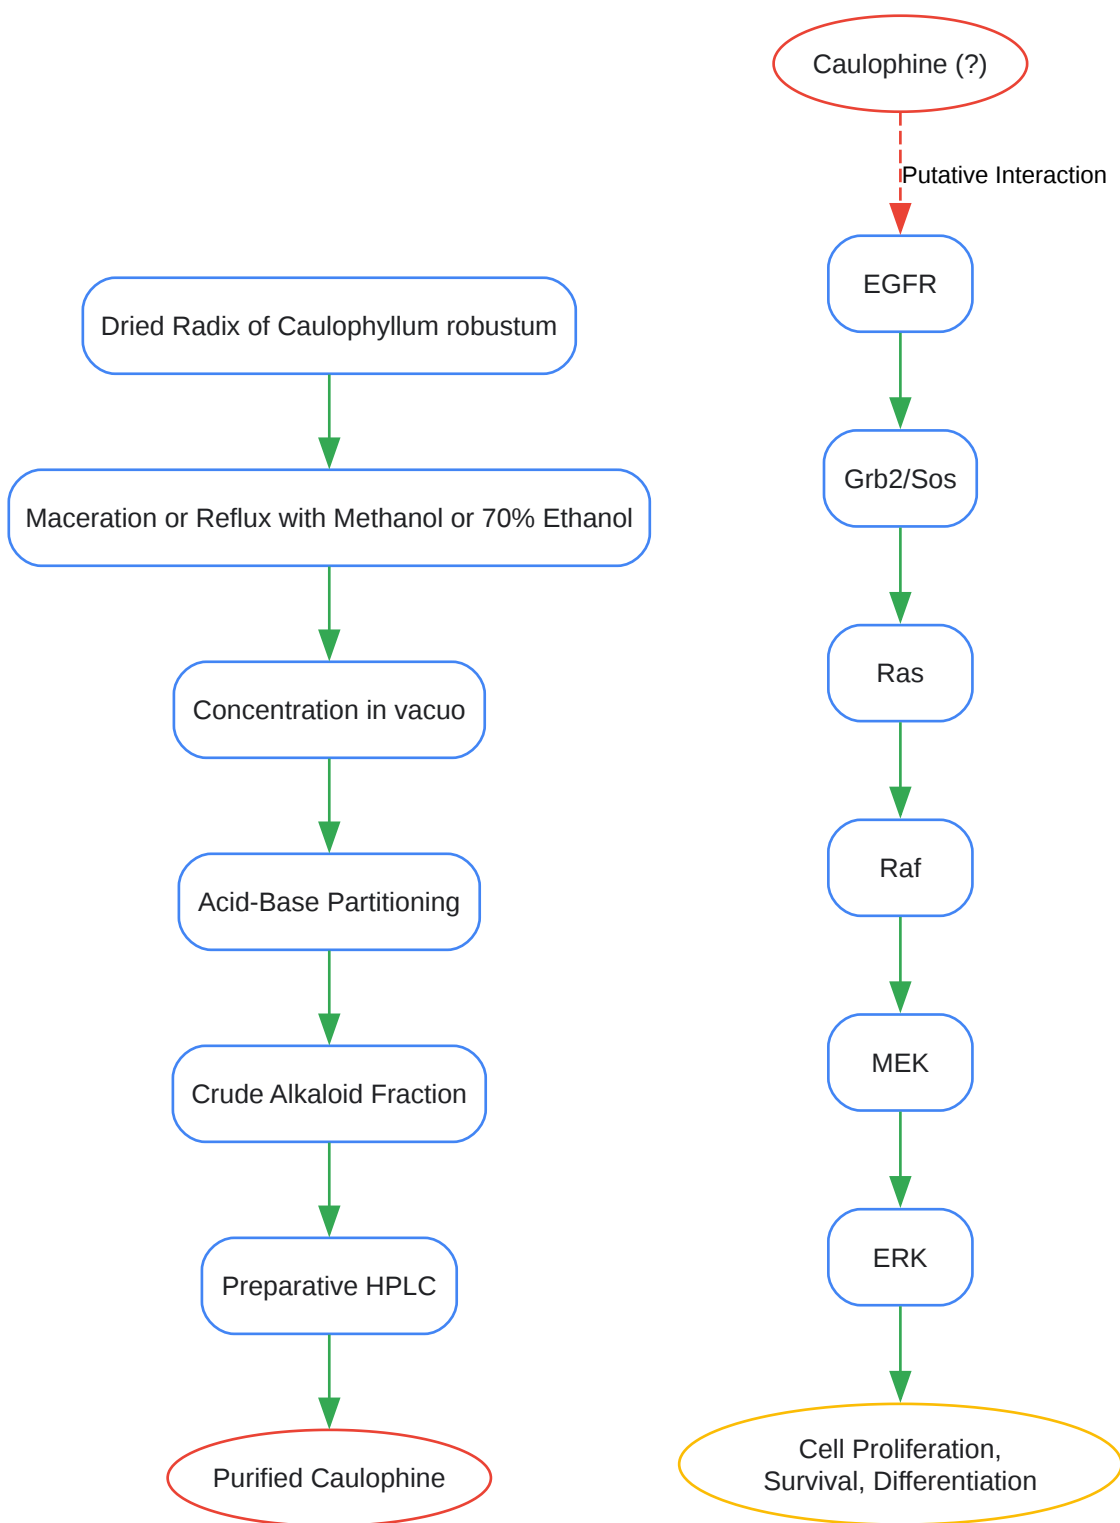 Dried Radix of Caulophyllum robustum
Maceration or Reflux with Methanol or 70% Ethanol
Concentration in vacuo
Acid-Base Partitioning
Crude Alkaloid Fraction
Preparative HPLC
Purified Caulophine
Caulophine (?)
Putative Interaction
EGFR
Grb2/Sos
Ras
Raf
MEK
ERK
Cell Proliferation,
Survival, Differentiation